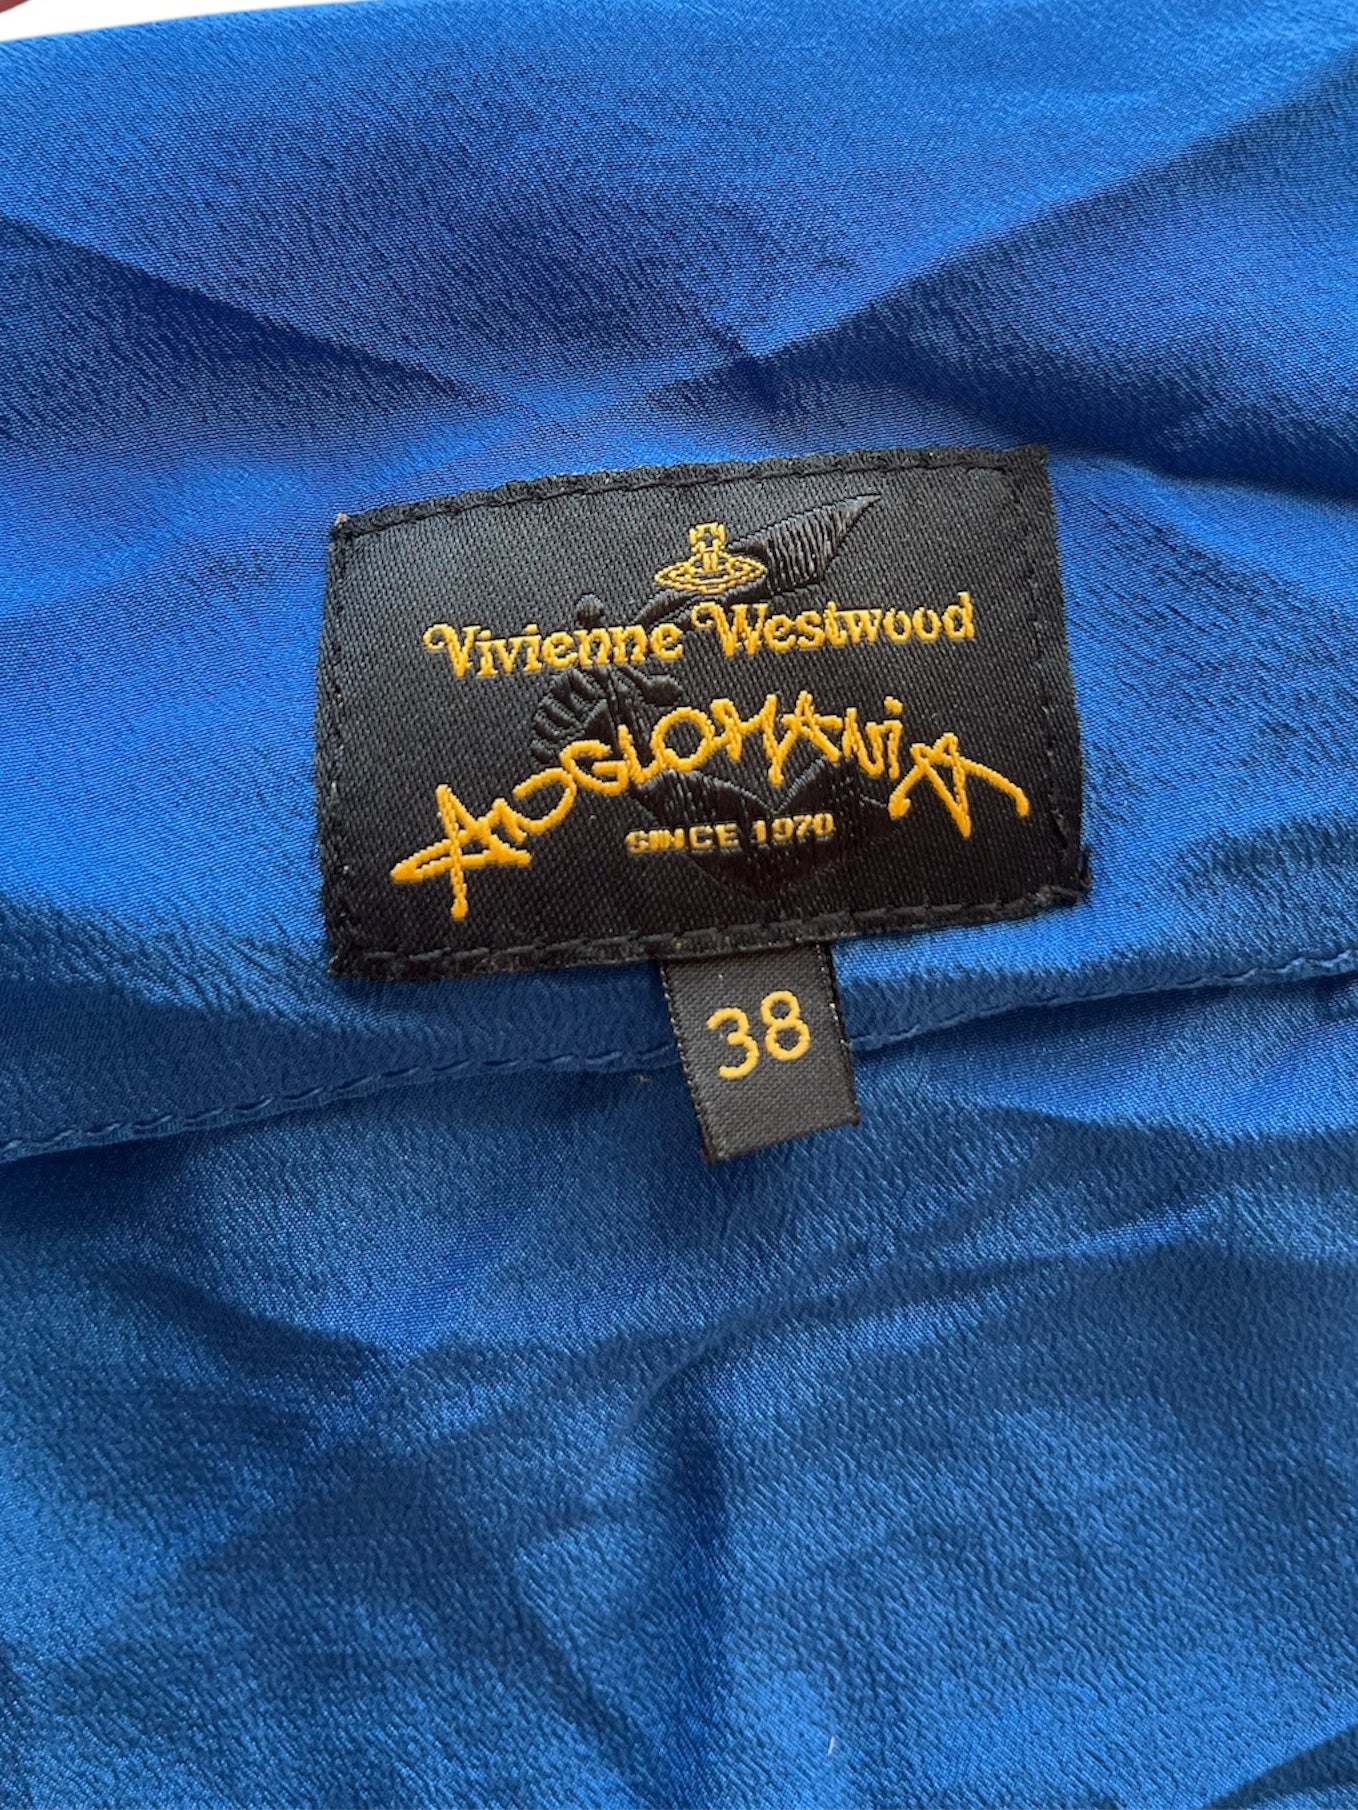 Vivienne Westwood
ANGLOMANiA
SINCE 1970
38